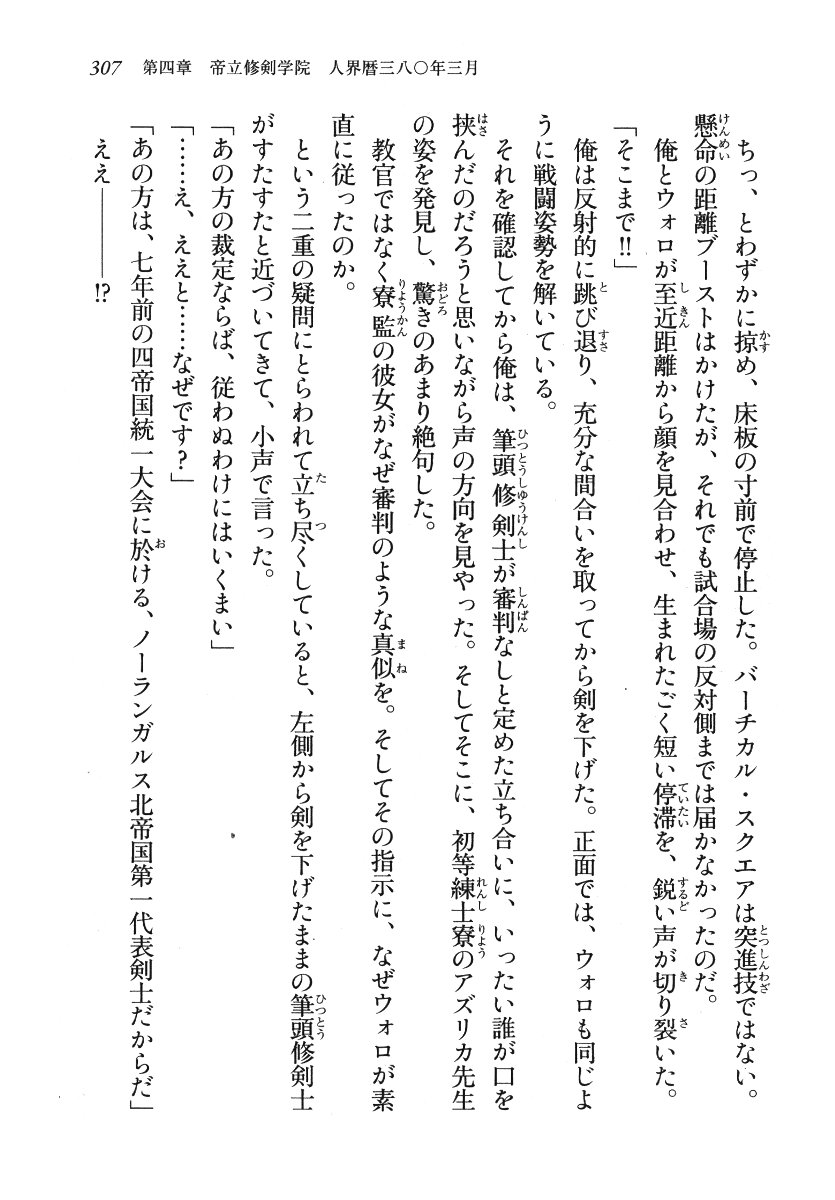 307 第四章 帝立修剣学院 人界暦三八〇年三月
ちっ、とわずかに掠め、床板の寸前で停止した。バーチカル・スクエアは突進技ではない。
懸命の距離ブーストはかけたが、それでも試合場の反対側までは届かなかったのだ。
俺とウォロが至近距離から顔を見合わせ、生まれたごく短い停滞を、鋭い声が切り裂いた。
「そこまで!!」
俺は反射的に跳び退り、充分な間合いを取ってから剣を下げた。正面では、ウォロも同じよ
うに戦闘姿勢を解いている。
それを確認してから俺は、筆頭修剣士が審判なしと定めた立ち合いに、いったい誰が口を
挟んだのだろうと思いながら声の方向を見やった。そしてそこに、初等練士寮のアズリカ先生
の姿を発見し、驚きのあまり絶句した。
教官ではなく寮監の彼女がなぜ審判のような真似を。そしてその指示に、なぜウォロが素
直に従ったのか。
という二重の疑問にとらわれて立ち尽くしていると、左側から剣を下げたままの筆頭修剣士
がすたすたと近づいてきて、小声で言った。
「あの方の裁定ならば、従わぬわけにはいくまい」
「……え、ええと……なぜです?」
「あの方は、七年前の四帝国統一大会に於ける、ノーランガルス北帝国第一代表剣士だからだ」
ええ――――!?